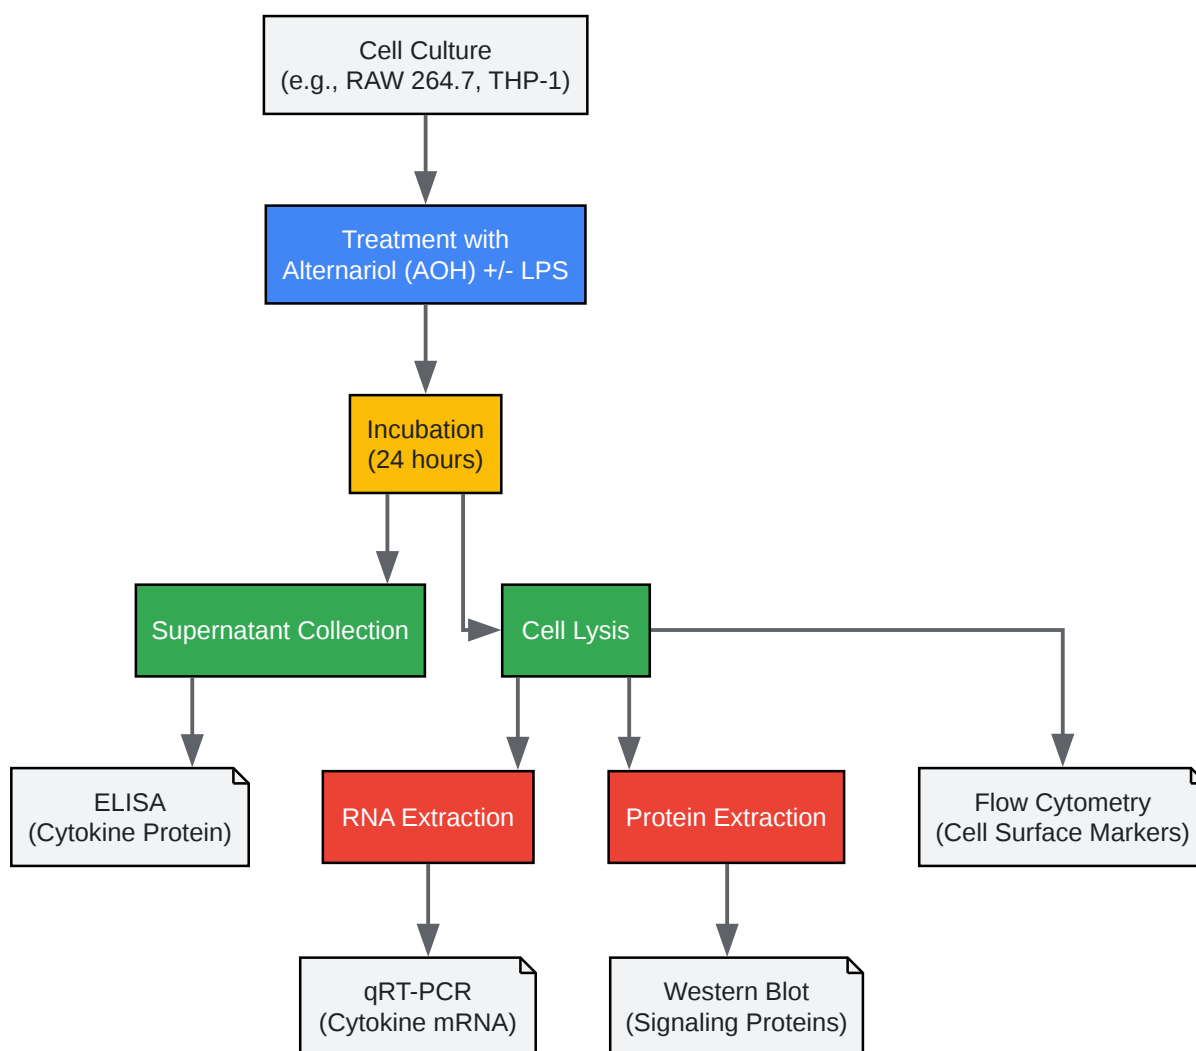 Cell Culture
(e.g., RAW 264.7, THP-1)
Treatment with
Alternariol (AOH) +/- LPS
Incubation
(24 hours)
Supernatant Collection
Cell Lysis
ELISA
(Cytokine Protein)
RNA Extraction
Protein Extraction
Flow Cytometry
(Cell Surface Markers)
qRT-PCR
(Cytokine mRNA)
Western Blot
(Signaling Proteins)